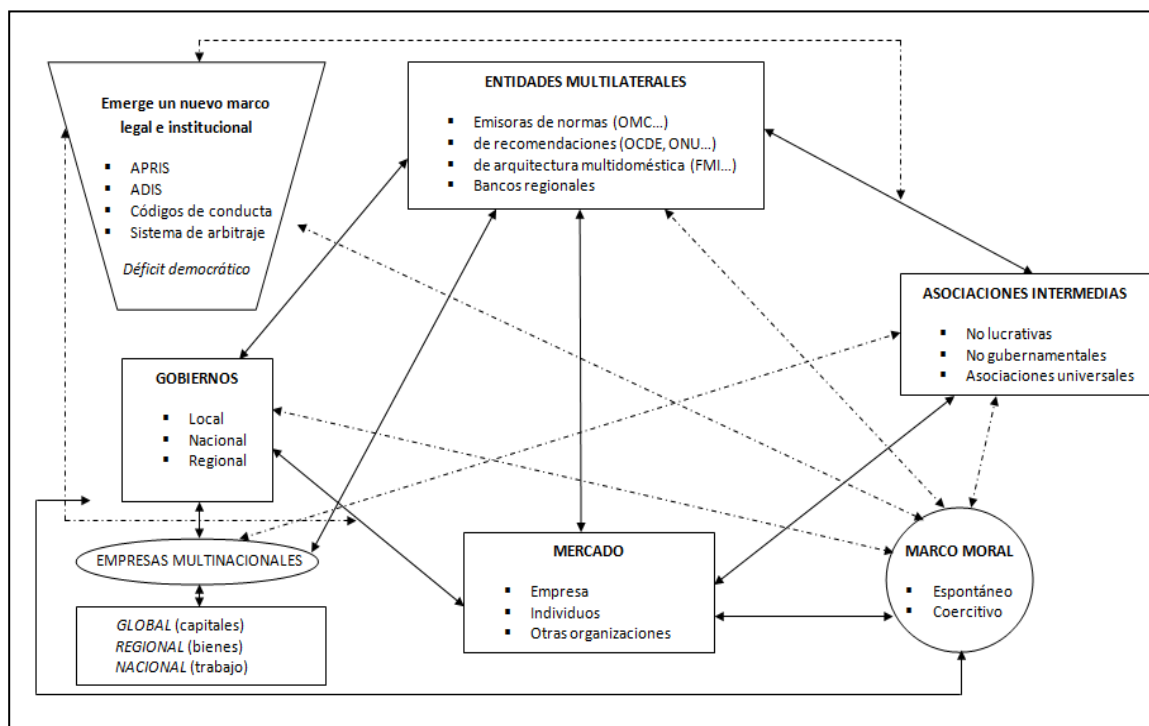 Emerge un nuevo marco
legal e institucional
▪ APRIS
▪ ADIS
▪ Códigos de conducta
▪ Sistema de arbitraje
Déficit democrático
ENTIDADES MULTILATERALES
▪ Emisoras de normas (OMC...)
▪ de recomendaciones (OCDE, ONU...)
▪ de arquitectura multidoméstica (FMI...)
▪ Bancos regionales
ASOCIACIONES INTERMEDIAS
▪ No lucrativas
▪ No gubernamentales
▪ Asociaciones universales
GOBIERNOS
▪ Local
▪ Nacional
▪ Regional
EMPRESAS MULTINACIONALES
GLOBAL (capitales)
REGIONAL (bienes)
NACIONAL (trabajo)
MERCADO
▪ Empresa
▪ Individuos
▪ Otras organizaciones
MARCO MORAL
▪ Espontáneo
▪ Coercitivo